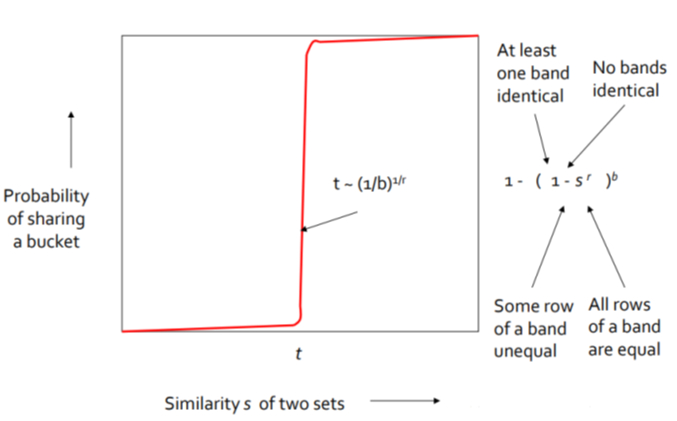 At least
one band
identical
No bands
identical
Probability
of sharing
a bucket
t ~ (1/b)^1/r
1 - ( 1 - s^r )^b
t
Some row
of a band
unequal
All rows
of a band
are equal
Similarity s of two sets